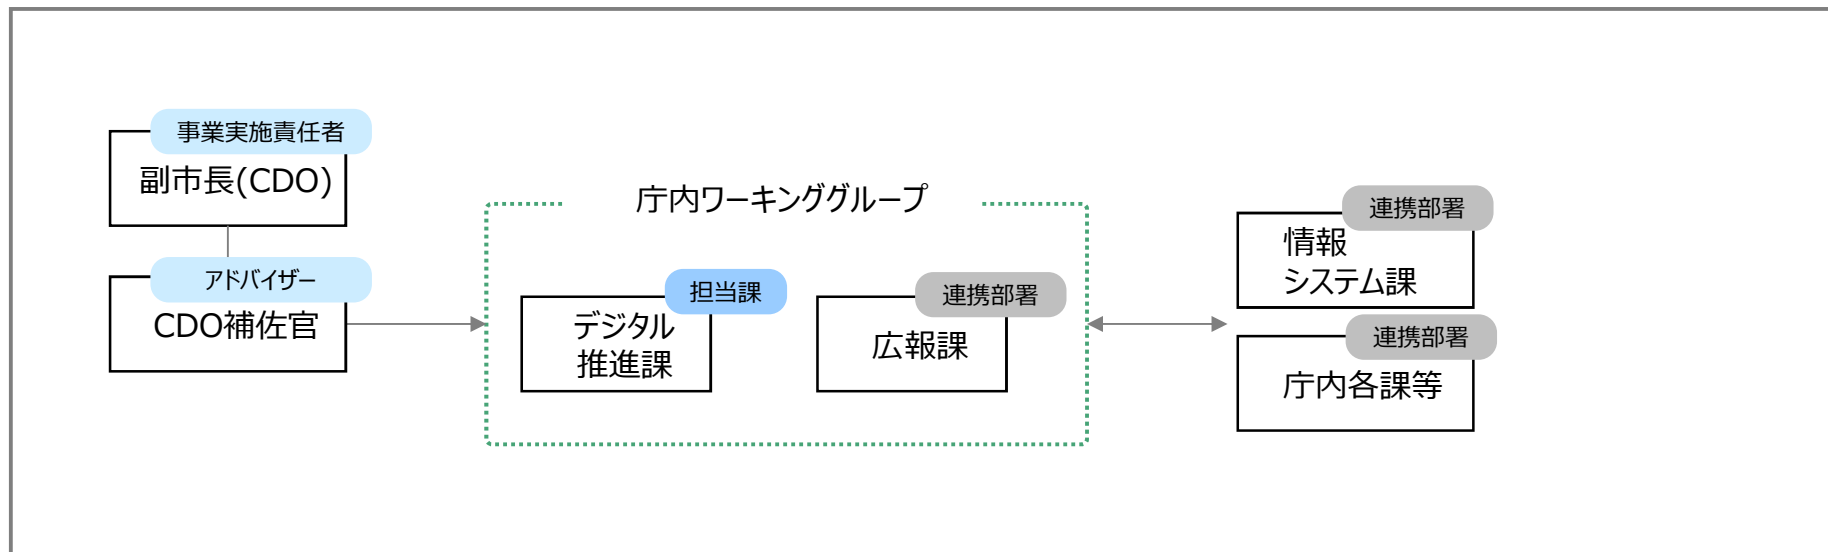 事業実施責任者
副市長(CDO)
アドバイザー
CDO補佐官
庁内ワーキンググループ
担当課
デジタル
推進課
連携部署
広報課
連携部署
情報
システム課
連携部署
庁内各課等